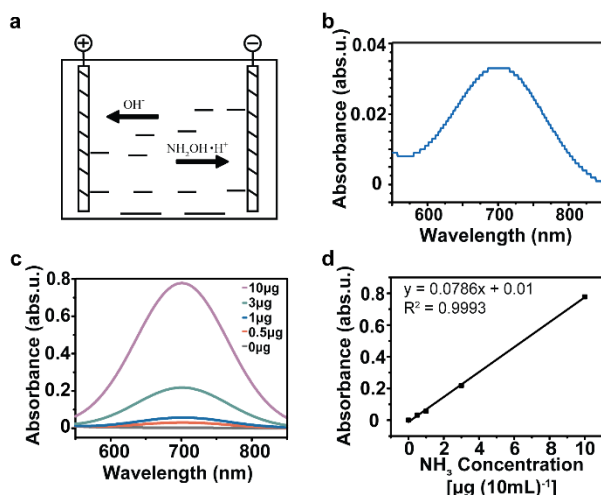 a
+
−
OH⁻
NH₂OH·H⁺
b
Absorbance (abs.u.)
0.04
0.02
0
600
700
800
Wavelength (nm)
c
Absorbance (abs.u.)
0.8
0.6
0.4
0.2
0
10µg
3µg
1µg
0.5µg
0µg
600
700
800
Wavelength (nm)
d
Absorbance (abs.u.)
y = 0.0786x + 0.01
R² = 0.9993
0.8
0.6
0.4
0.2
0
0
2
4
6
8
10
NH₃ Concentration
[µg (10mL)⁻¹]